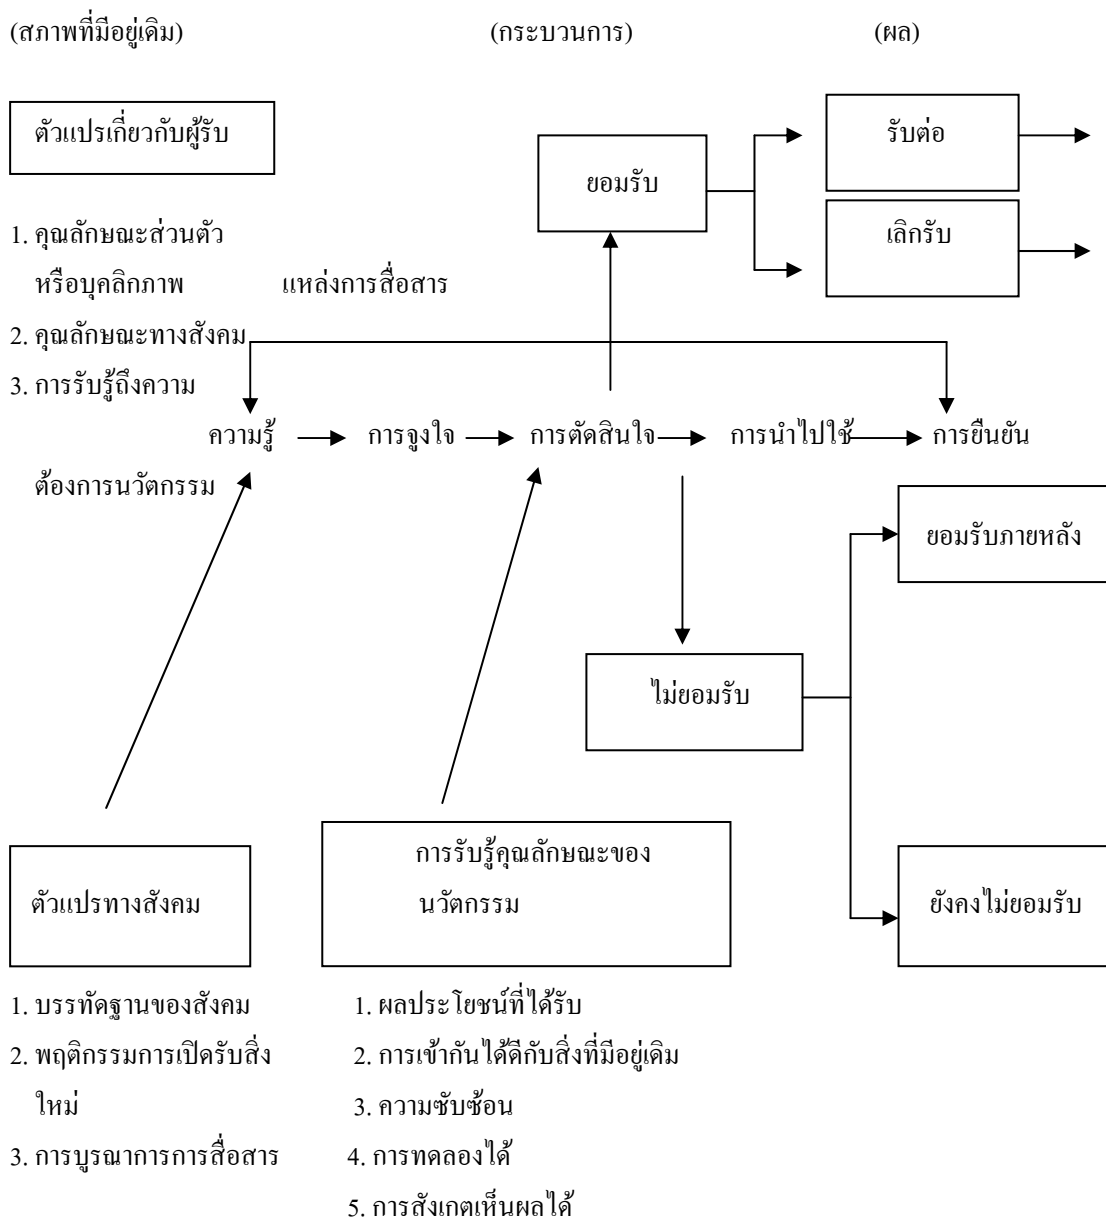 (สภาพที่มีอยู่เดิม) (กระบวนการ) (ผล)
ตัวแปรเกี่ยวกับผู้รับ
รับต่อ
ยอมรับ
1. คุณลักษณะส่วนตัว
เลิกรับ
หรือบุคลิกภาพ แหล่งการสื่อสาร
2. คุณลักษณะทางสังคม
3. การรับรู้ถึงความ
ความรู้ การจูงใจ การตัดสินใจ การนำไปใช้ การยืนยัน
ต้องการนวัตกรรม
ยอมรับภายหลัง
ไม่ยอมรับ
การรับรู้คุณลักษณะของ
นวัตกรรม
ตัวแปรทางสังคม
ยังคงไม่ยอมรับ
1. บรรทัดฐานของสังคม
2. พฤติกรรมการเปิดรับสิ่ง
ใหม่
3. การบูรณาการการสื่อสาร
1. ผลประโยชน์ที่ได้รับ
2. การเข้ากันได้ดีกับสิ่งที่มีอยู่เดิม
3. ความซับซ้อน
4. การทดลองได้
5. การสังเกตเห็นผลได้